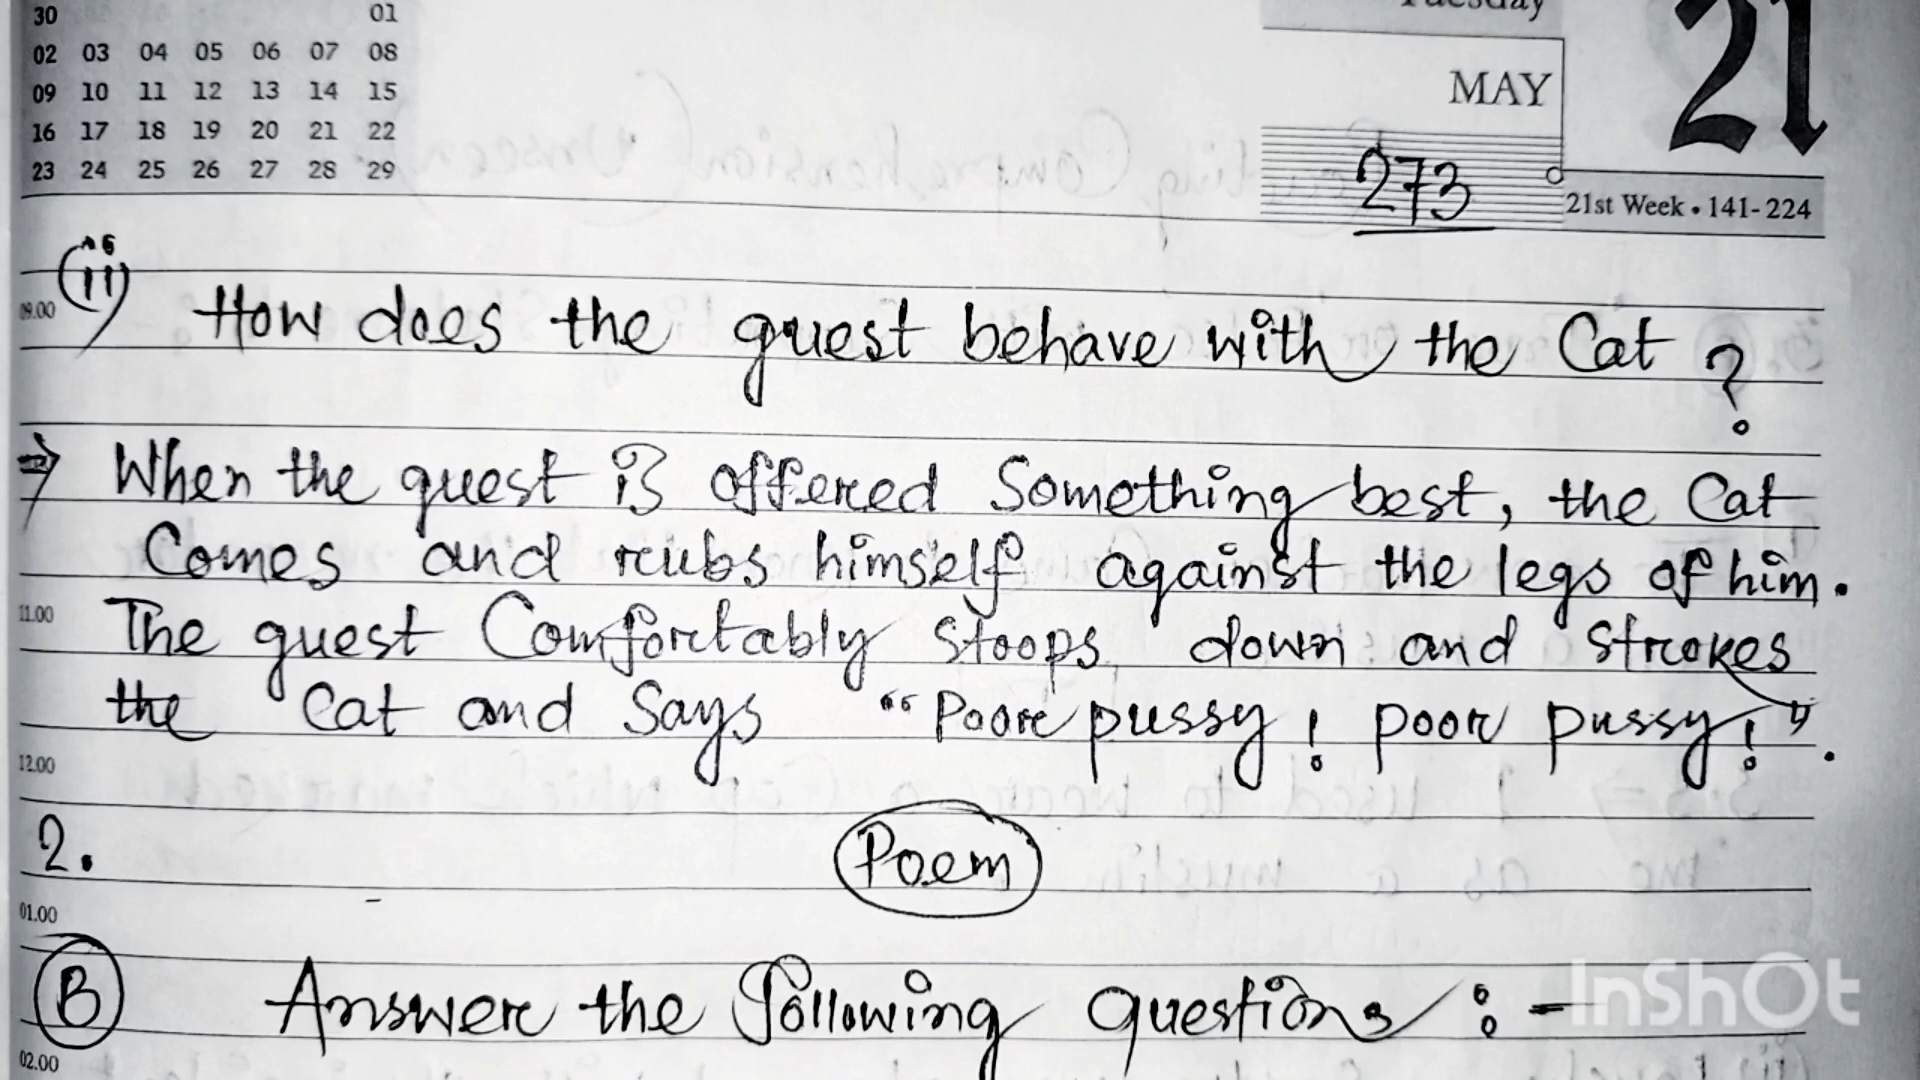 30 01
02 03 04 05 06 07 08
09 10 11 12 13 14 15
16 17 18 19 20 21 22
23 24 25 26 27 28 29
Tuesday
21
MAY
273
21st Week • 141-224
(ii) How does the guest behave with the Cat ?
09.00
⇒ When the guest is offered Something best, the Cat
Comes and rubs himself against the legs of him.
11.00
The guest Comfortably stoops down and strokes
the Cat and Says "Poor pussy! poor pussy!".
12.00
2. Poem
01.00
B Answer the following questions :-
02.00
InShOt